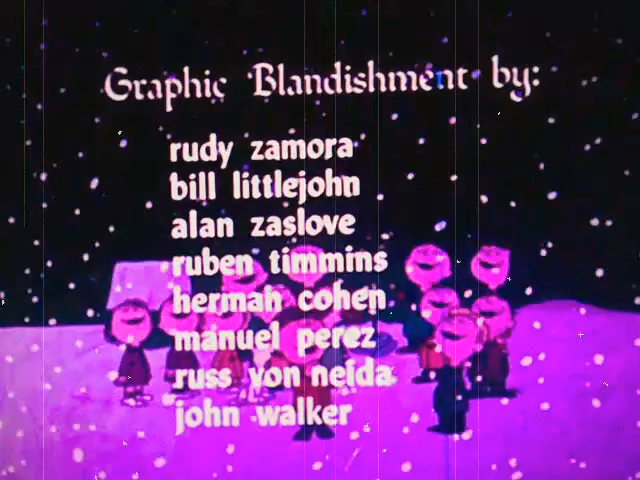 Graphic Blandishment by:
rudy zamora
bill littlejohn
alan zaslove
ruben timmins
herman cohen
manuel perez
russ von neida
john walker